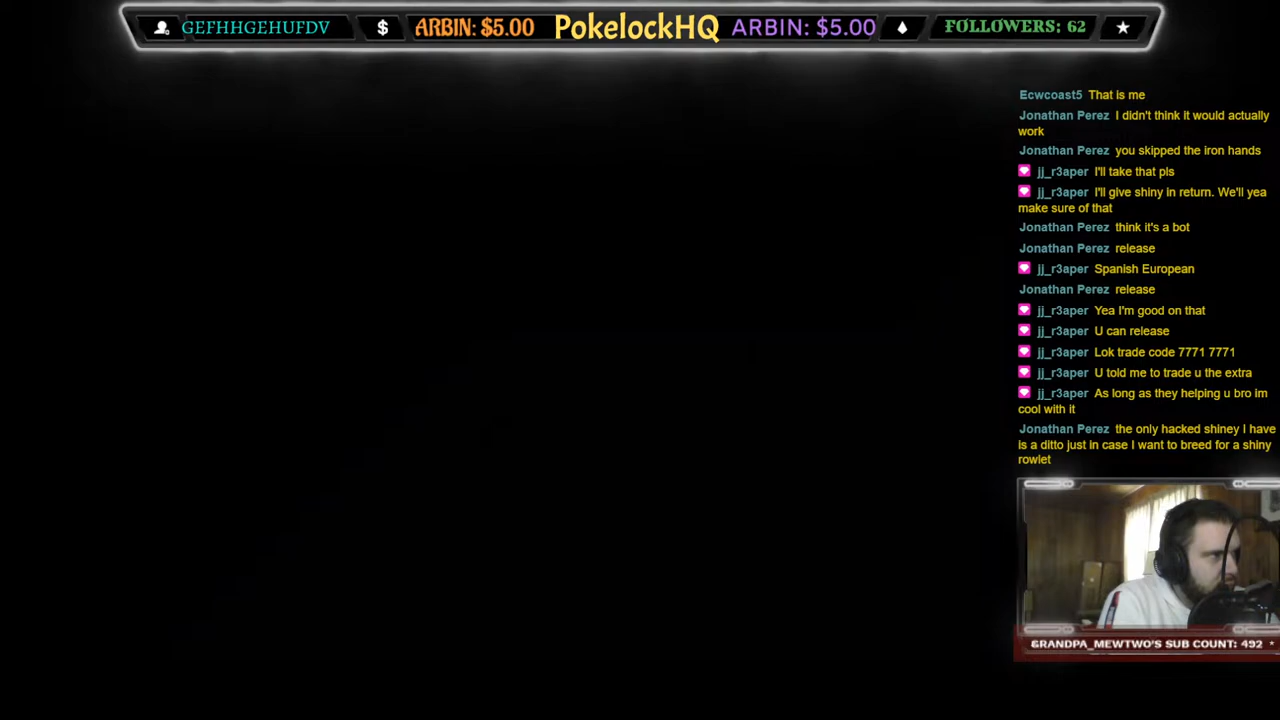 GEFHHGEHUFDV $ ARBIN: $5.00 PokelockHQ ARBIN: $5.00 FOLLOWERS: 62
Ecwcoast5 That is me
Jonathan Perez I didn't think it would actually
work
Jonathan Perez you skipped the iron hands
jj_r3aper I'll take that pls
jj_r3aper I'll give shiny in return. We'll yea
make sure of that
Jonathan Perez think it's a bot
Jonathan Perez release
jj_r3aper Spanish European
Jonathan Perez release
jj_r3aper Yea I'm good on that
jj_r3aper U can release
jj_r3aper Lok trade code 7771 7771
jj_r3aper U told me to trade u the extra
jj_r3aper As long as they helping u bro im
cool with it
Jonathan Perez the only hacked shiney I have
is a ditto just in case I want to breed for a shiny
rowlet
GRANDPA_MEWTWO'S SUB COUNT: 492 *